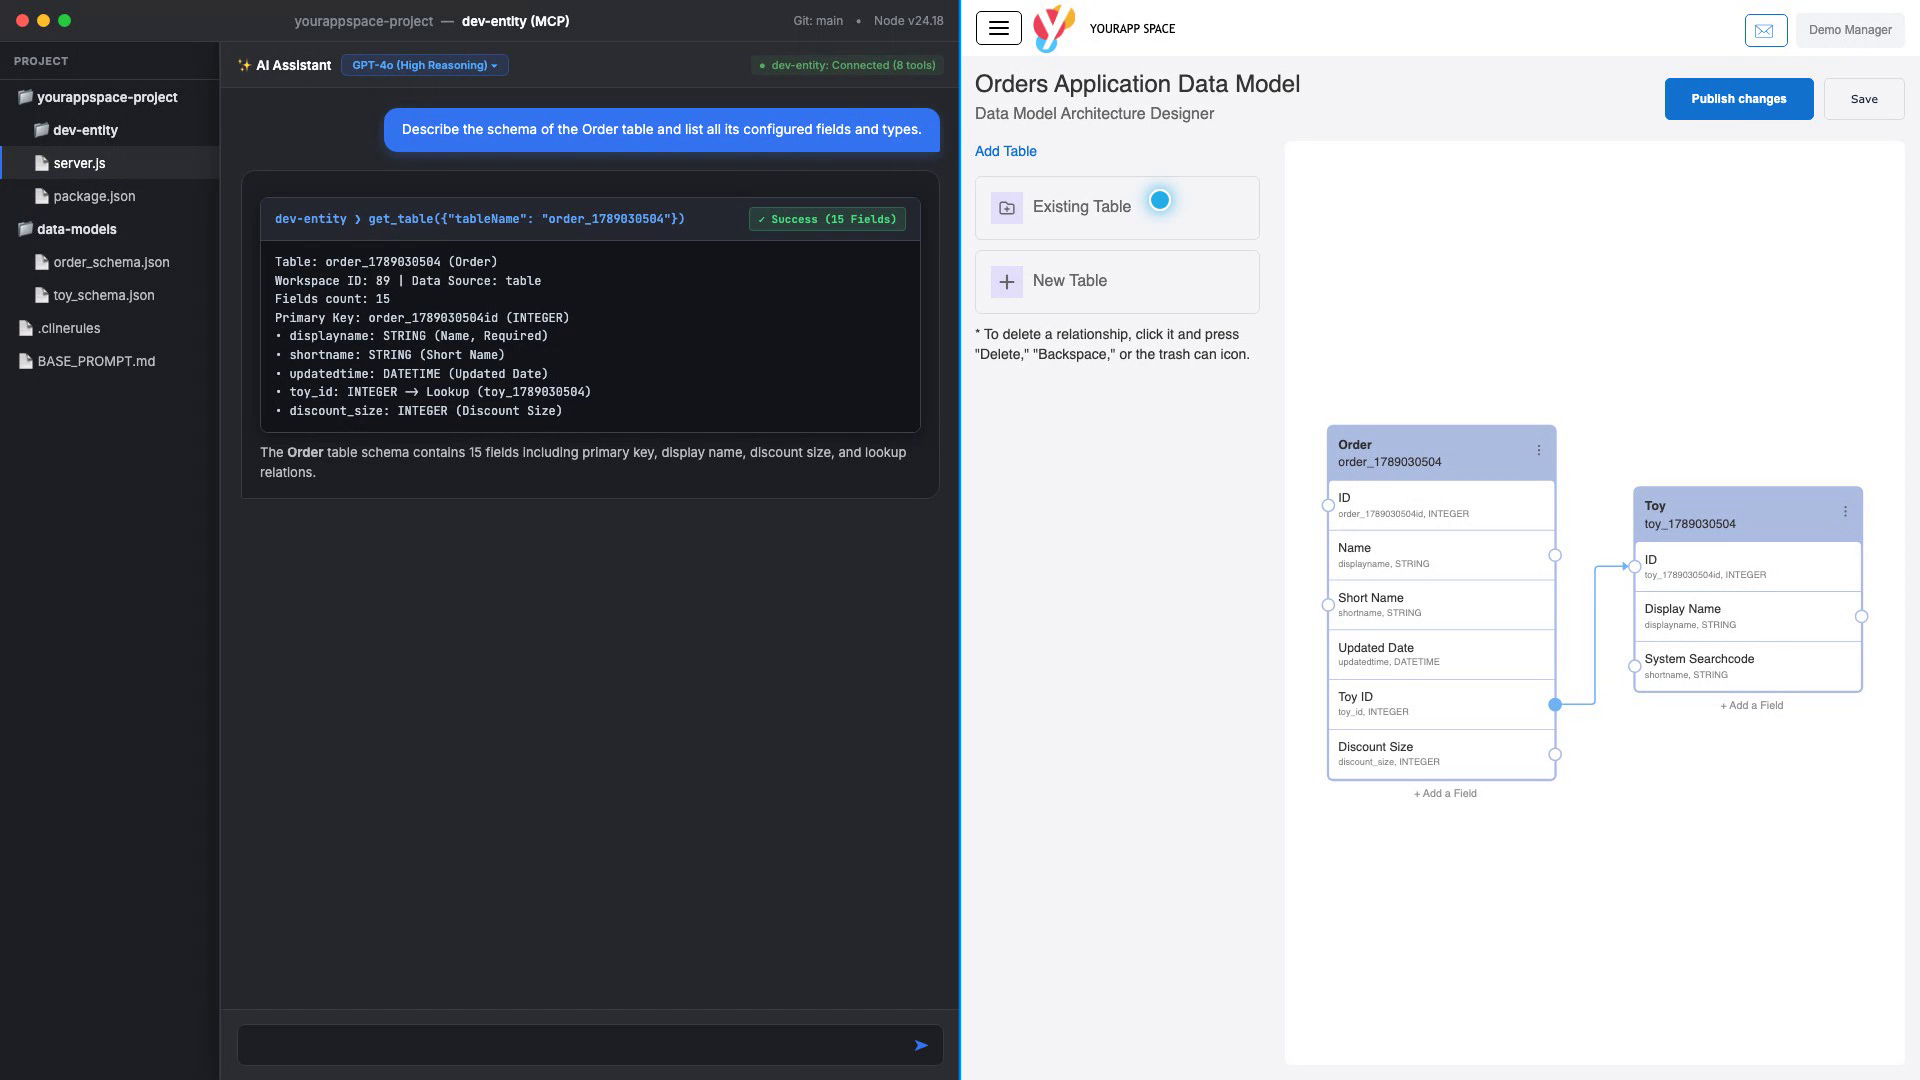 yourappspace-project — dev-entity (MCP)
Git: main • Node v24.18
PROJECT
yourappspace-project
dev-entity
server.js
package.json
data-models
order_schema.json
toy_schema.json
.clinerules
BASE_PROMPT.md
✨ AI Assistant
GPT-4o (High Reasoning)
● dev-entity: Connected (8 tools)
Describe the schema of the Order table and list all its configured fields and types.
dev-entity ❯ get_table({"tableName": "order_1789030504"})
✓ Success (15 Fields)
Table: order_1789030504 (Order)
Workspace ID: 89 | Data Source: table
Fields count: 15
Primary Key: order_1789030504id (INTEGER)
• displayname: STRING (Name, Required)
• shortname: STRING (Short Name)
• updatedtime: DATETIME (Updated Date)
• toy_id: INTEGER → Lookup (toy_1789030504)
• discount_size: INTEGER (Discount Size)
The Order table schema contains 15 fields including primary key, display name, discount size, and lookup
relations.
YOURAPP SPACE
Demo Manager
Orders Application Data Model
Data Model Architecture Designer
Publish changes
Save
Add Table
Existing Table
New Table
* To delete a relationship, click it and press
"Delete," "Backspace," or the trash can icon.
Order
order_1789030504
ID
order_1789030504id, INTEGER
Name
displayname, STRING
Short Name
shortname, STRING
Updated Date
updatedtime, DATETIME
Toy ID
toy_id, INTEGER
Discount Size
discount_size, INTEGER
+ Add a Field
Toy
toy_1789030504
ID
toy_1789030504id, INTEGER
Display Name
displayname, STRING
System Searchcode
shortname, STRING
+ Add a Field